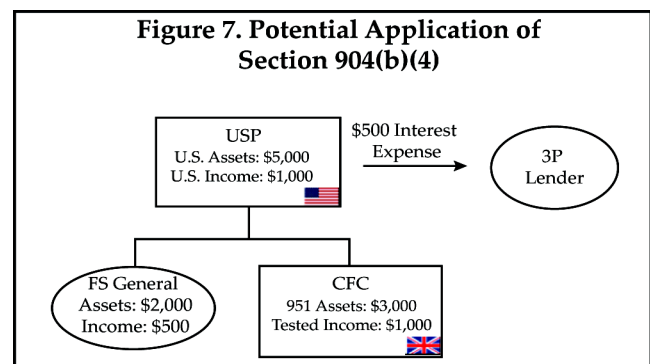 Figure 7. Potential Application of
Section 904(b)(4)
USP
U.S. Assets: $5,000
U.S. Income: $1,000
$500 Interest
Expense
3P
Lender
FS General
Assets: $2,000
Income: $500
CFC
951 Assets: $3,000
Tested Income: $1,000